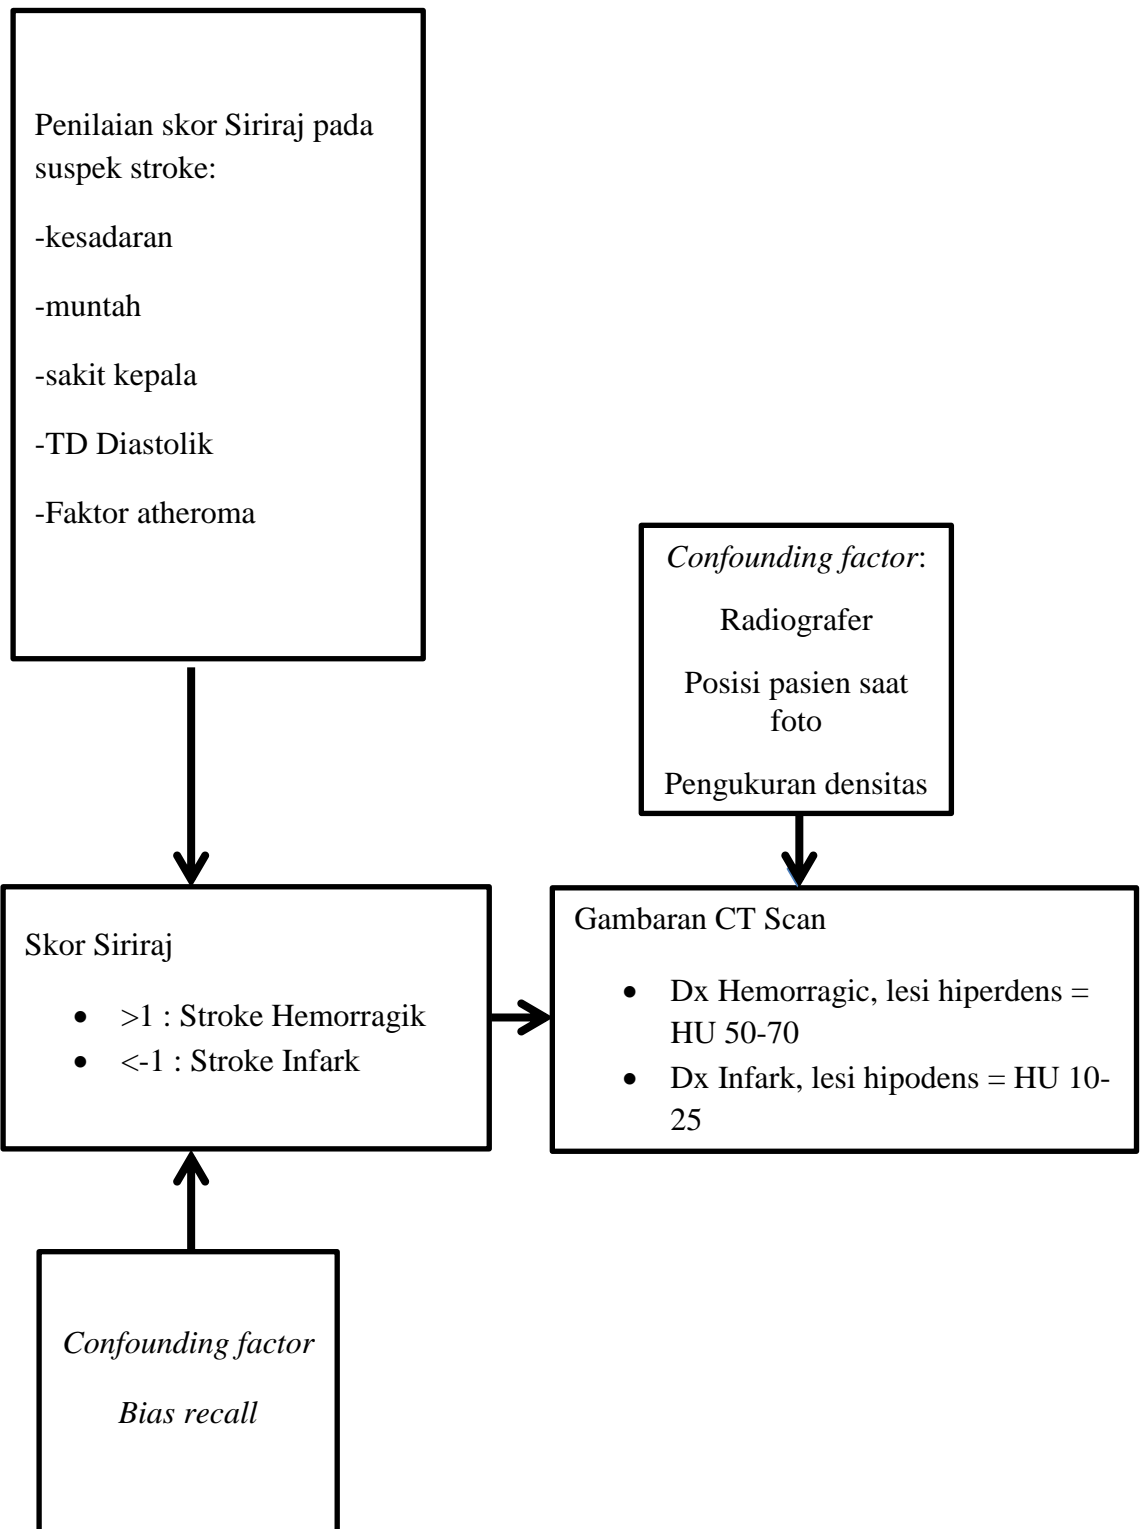 Penilaian skor Siriraj pada
suspek stroke:
-kesadaran
-muntah
-sakit kepala
-TD Diastolik
-Faktor atheroma
Confounding factor:
Radiografer
Posisi pasien saat
foto
Pengukuran densitas
Skor Siriraj
• >1 : Stroke Hemorragik
• <-1 : Stroke Infark
Gambaran CT Scan
• Dx Hemorragic, lesi hiperdens =
HU 50-70
• Dx Infark, lesi hipodens = HU 10-
25
Confounding factor
Bias recall